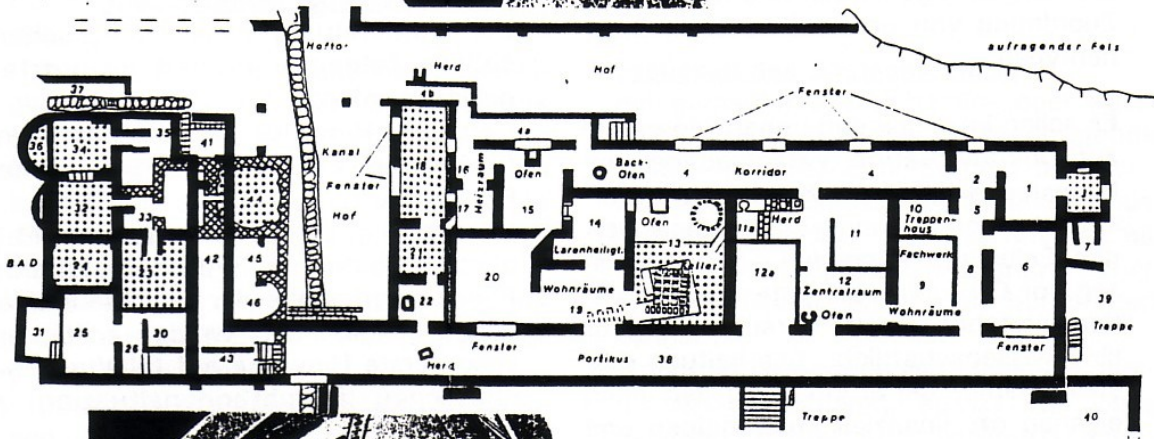 Hoftor
Herd
Hof
aufragender Fels
37
4b
Fenster
36
34
35
41
4a
Kanal
Fenster
18
16
Heizraum
Ofen
Back-
Ofen
4
Korridor
4
2
1
3
32
33
44
Hof
17
15
14
Larenheiligt.
Ofen
13
Keller
11a
Herd
11
10
Treppen-
haus
5
7
BAD
24
23
42
45
21
20
Wohnräume
12a
12
Zentralraum
Fachwerk
9
8
6
46
22
19
Ofen
Wohnräume
39
Treppe
31
25
26
30
43
Herd
Fenster
Portikus
38
Fenster
Treppe
40